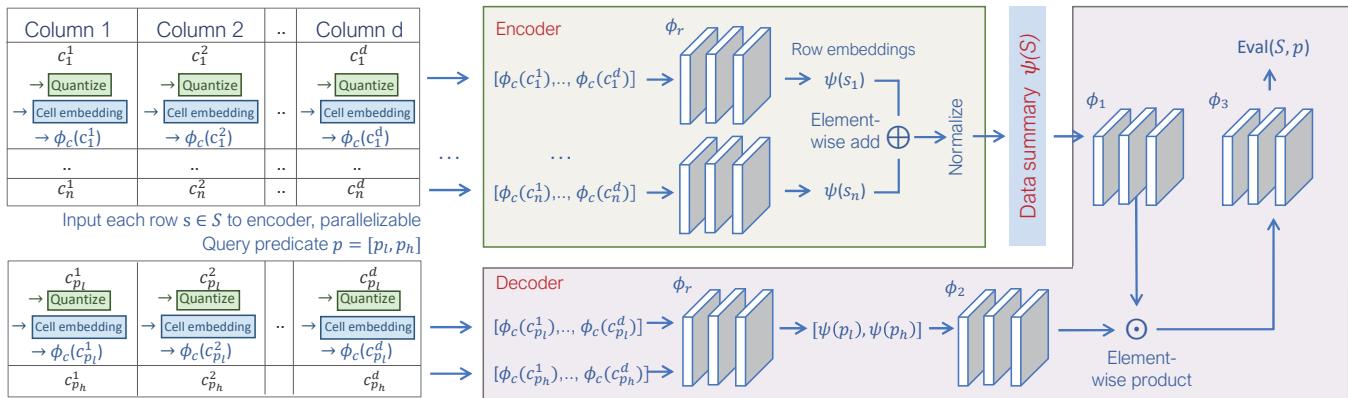 Column 1 Column 2 .. Column d
c_1^1 c_1^2 c_1^d
→ Quantize → Quantize → Quantize
→ Cell embedding → Cell embedding .. → Cell embedding
→ ϕ_c(c_1^1) → ϕ_c(c_1^2) → ϕ_c(c_1^d)
.. .. .. ..
c_n^1 c_n^2 .. c_n^d
Input each row s ∈ S to encoder, parallelizable
Query predicate p = [p_l, p_h]
c_{p_l}^1 c_{p_l}^2 c_{p_l}^d
→ Quantize → Quantize → Quantize
→ Cell embedding → Cell embedding .. → Cell embedding
→ ϕ_c(c_{p_l}^1) → ϕ_c(c_{p_l}^2) → ϕ_c(c_{p_l}^d)
c_{p_h}^1 c_{p_h}^2 c_{p_h}^d
Encoder
ϕ_r
Row embeddings
[ϕ_c(c_1^1),.., ϕ_c(c_1^d)]
ψ(s_1)
Element-
wise add ⊕
... ...
[ϕ_c(c_n^1),.., ϕ_c(c_n^d)]
ψ(s_n)
Normalize
Data summary ψ(S)
Eval(S, p)
ϕ_1
ϕ_3
Decoder
ϕ_r
ϕ_2
[ϕ_c(c_{p_l}^1),.., ϕ_c(c_{p_l}^d)]
[ψ(p_l), ψ(p_h)]
⊙
[ϕ_c(c_{p_h}^1),.., ϕ_c(c_{p_h}^d)]
Element-
wise product